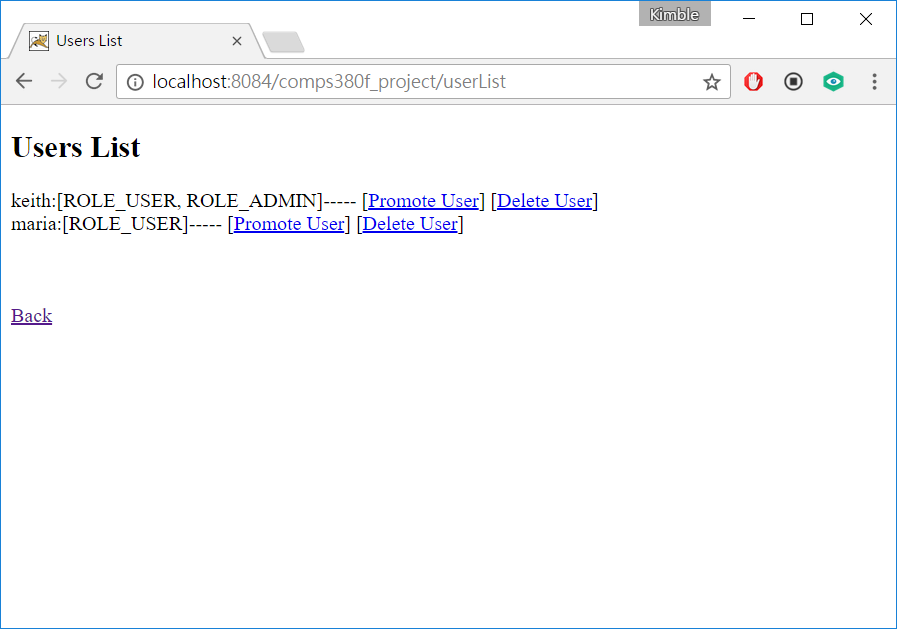 Kimble
Users List
localhost:8084/comps380f_project/userList
Users List
keith:[ROLE_USER, ROLE_ADMIN]----- [Promote User] [Delete User]
maria:[ROLE_USER]----- [Promote User] [Delete User]
Back